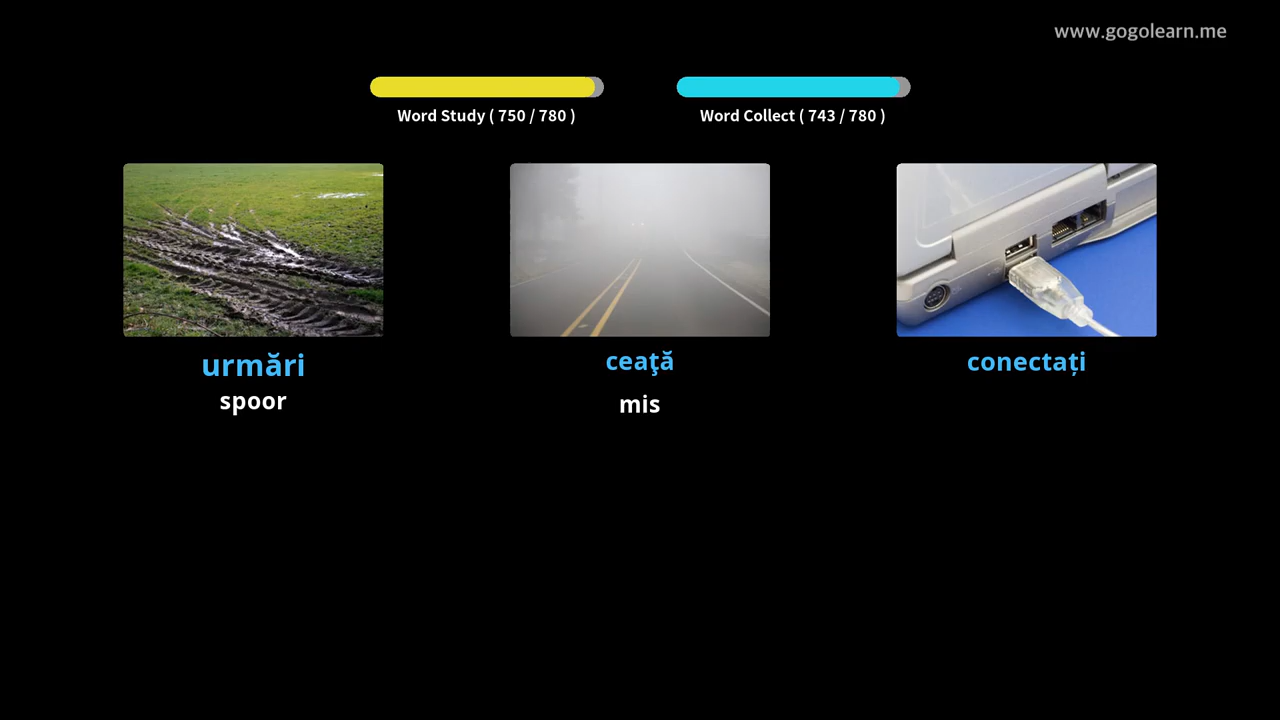 www.gogolearn.me
Word Study ( 750 / 780 )
Word Collect ( 743 / 780 )
urmări
spoor
ceaţă
mis
conectați